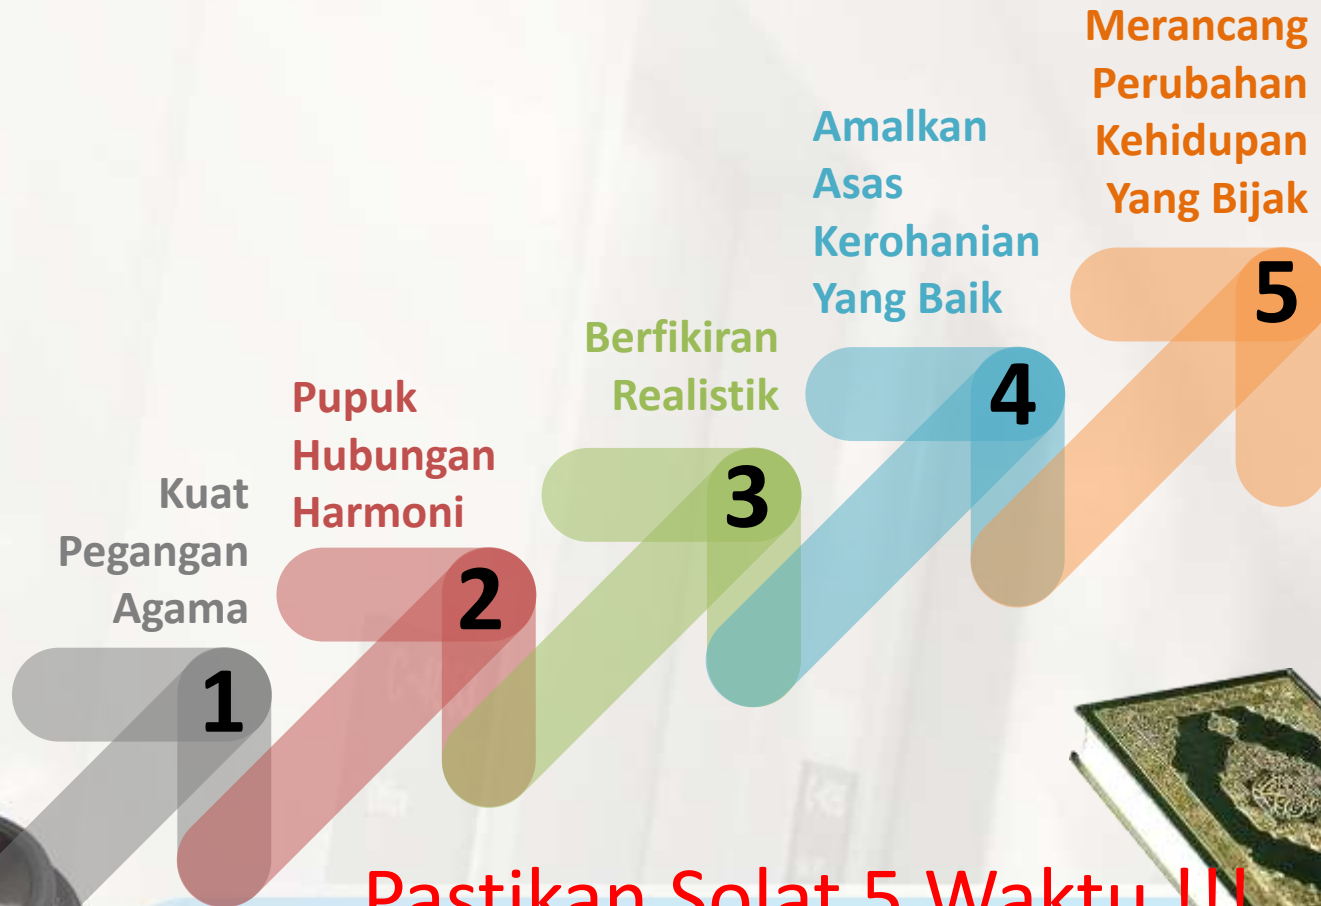 Kuat
Pegangan
Agama
1
Pupuk
Hubungan
Harmoni
2
Berfikiran
Realistik
3
Amalkan
Asas
Kerohanian
Yang Baik
4
Merancang
Perubahan
Kehidupan
Yang Bijak
5
Pastikan Solat 5 Waktu !!!